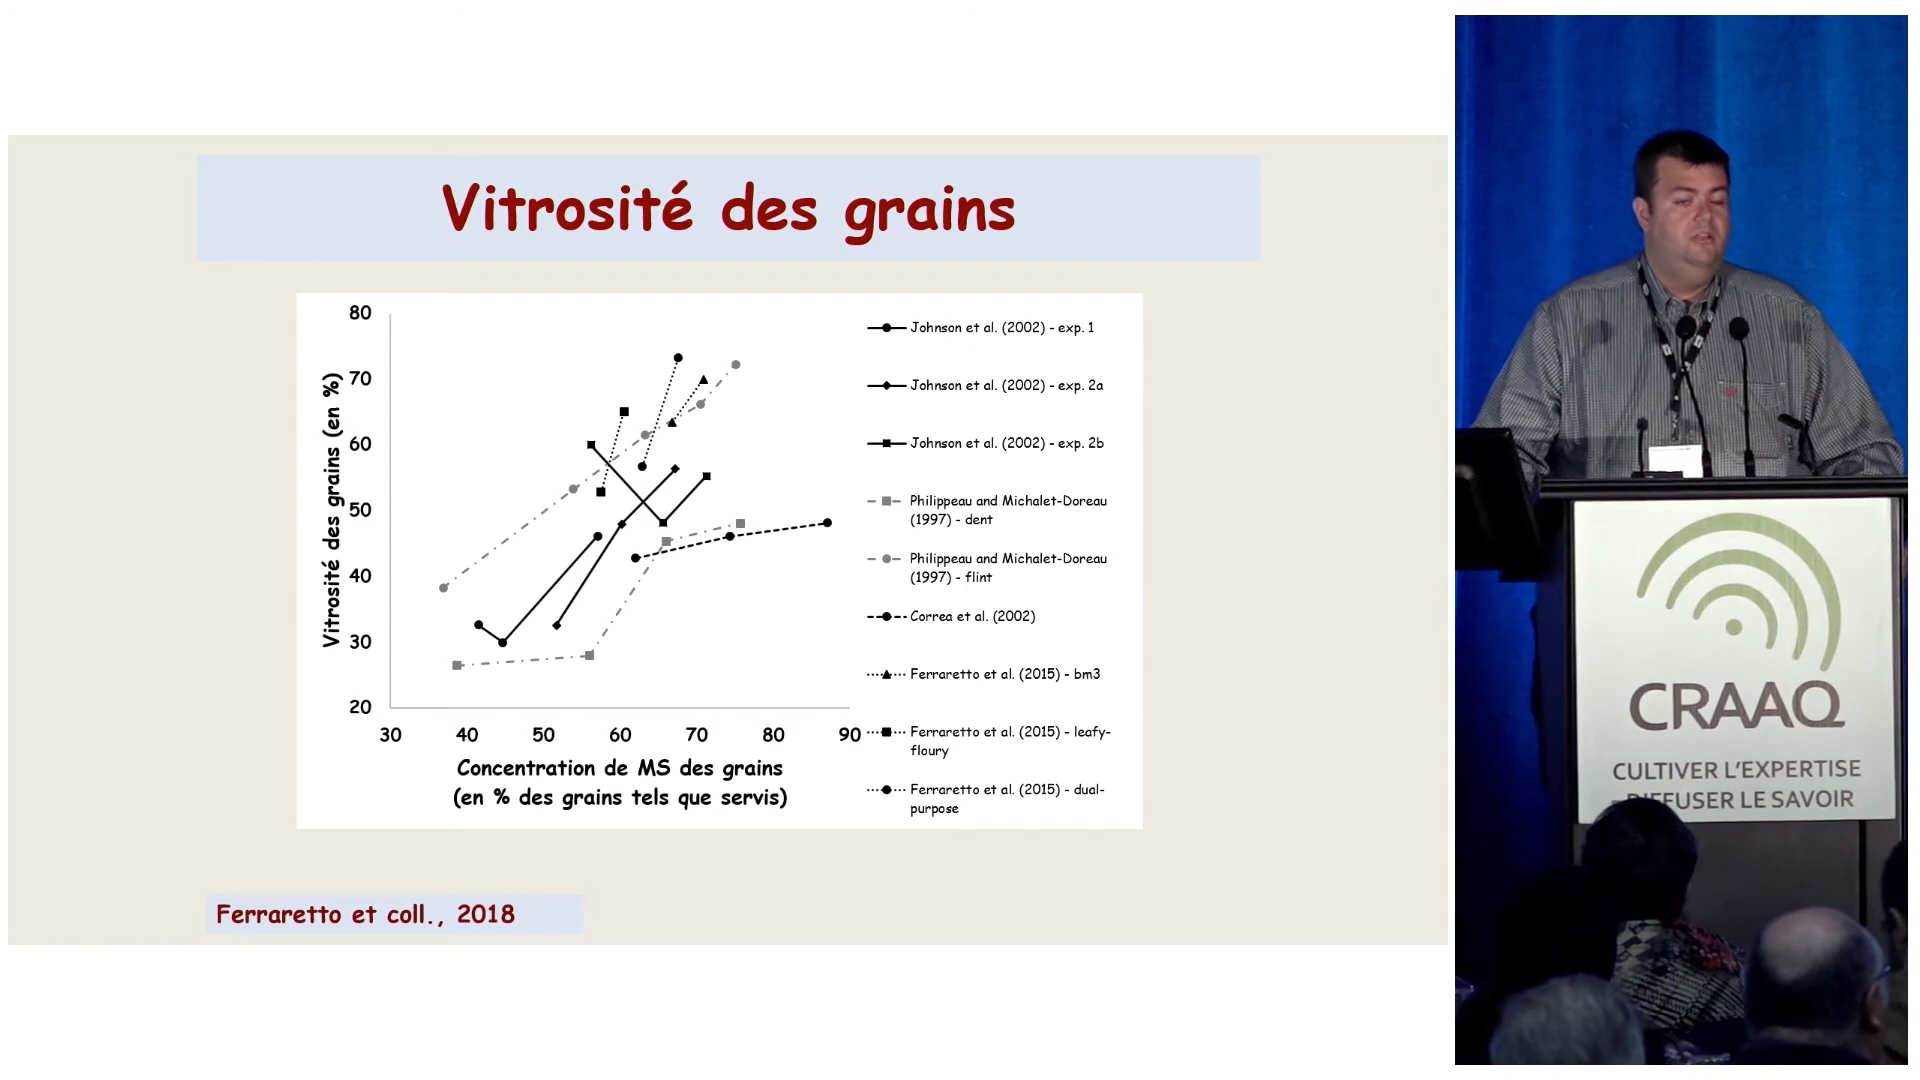 Vitrosité des grains
80
70
60
50
40
30
20
Vitrosité des grains (en %)
30 40 50 60 70 80 90
Concentration de MS des grains
(en % des grains tels que servis)
Johnson et al. (2002) - exp. 1
Johnson et al. (2002) - exp. 2a
Johnson et al. (2002) - exp. 2b
Philippeau and Michalet-Doreau
(1997) - dent
Philippeau and Michalet-Doreau
(1997) - flint
Correa et al. (2002)
Ferraretto et al. (2015) - bm3
Ferraretto et al. (2015) - leafy-
floury
Ferraretto et al. (2015) - dual-
purpose
Ferraretto et coll., 2018
CRAAQ
CULTIVER L'EXPERTISE
DIFFUSER LE SAVOIR